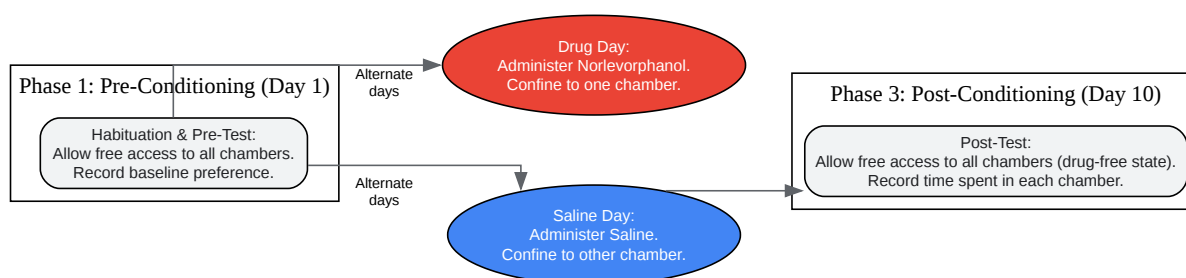 Phase 1: Pre-Conditioning (Day 1)
Habituation & Pre-Test:
Allow free access to all chambers.
Record baseline preference.
Alternate
days
Alternate
days
Drug Day:
Administer Norlevorphanol.
Confine to one chamber.
Saline Day:
Administer Saline.
Confine to other chamber.
Phase 3: Post-Conditioning (Day 10)
Post-Test:
Allow free access to all chambers (drug-free state).
Record time spent in each chamber.